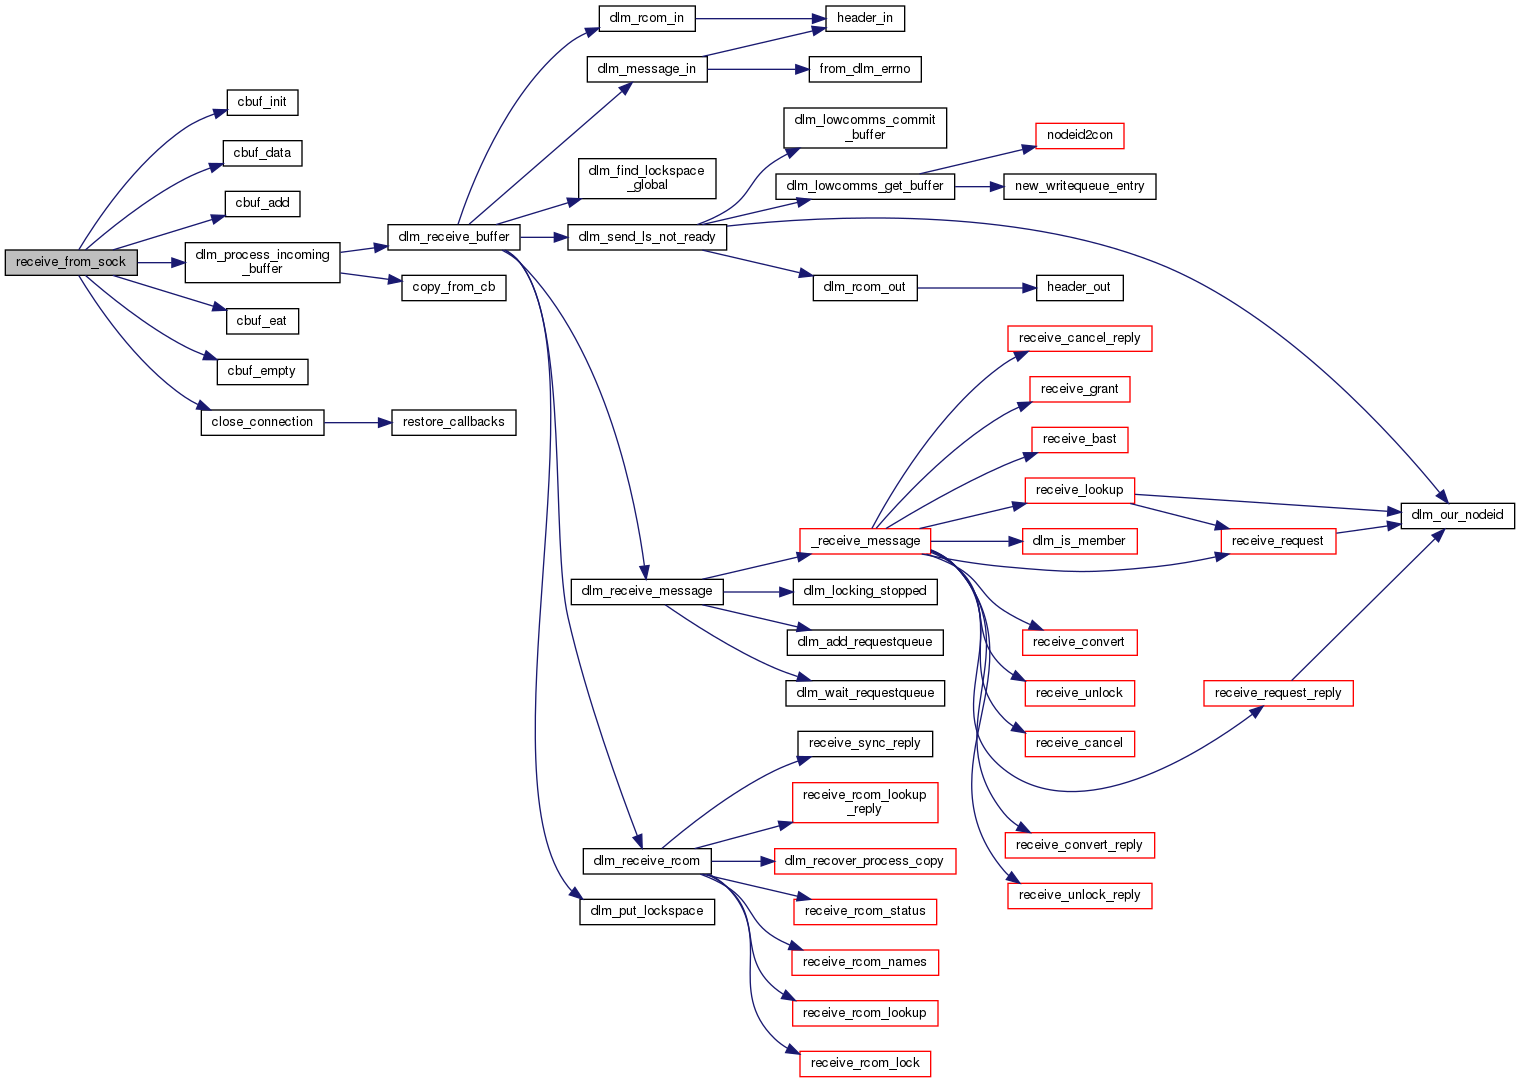 receive_from_sock
cbuf_init
cbuf_data
cbuf_add
dlm_process_incoming
_buffer
cbuf_eat
cbuf_empty
close_connection
dlm_receive_buffer
copy_from_cb
restore_callbacks
dlm_rcom_in
dlm_message_in
dlm_find_lockspace
_global
dlm_send_ls_not_ready
dlm_receive_message
dlm_receive_rcom
dlm_put_lockspace
header_in
from_dlm_errno
dlm_lowcomms_commit
_buffer
dlm_lowcomms_get_buffer
dlm_rcom_out
_receive_message
dlm_locking_stopped
dlm_add_requestqueue
dlm_wait_requestqueue
receive_sync_reply
receive_rcom_lookup
_reply
dlm_recover_process_copy
receive_rcom_status
receive_rcom_names
receive_rcom_lookup
receive_rcom_lock
nodeid2con
new_writequeue_entry
header_out
receive_cancel_reply
receive_grant
receive_bast
receive_lookup
dlm_is_member
receive_convert
receive_unlock
receive_cancel
receive_convert_reply
receive_unlock_reply
receive_request
receive_request_reply
dlm_our_nodeid